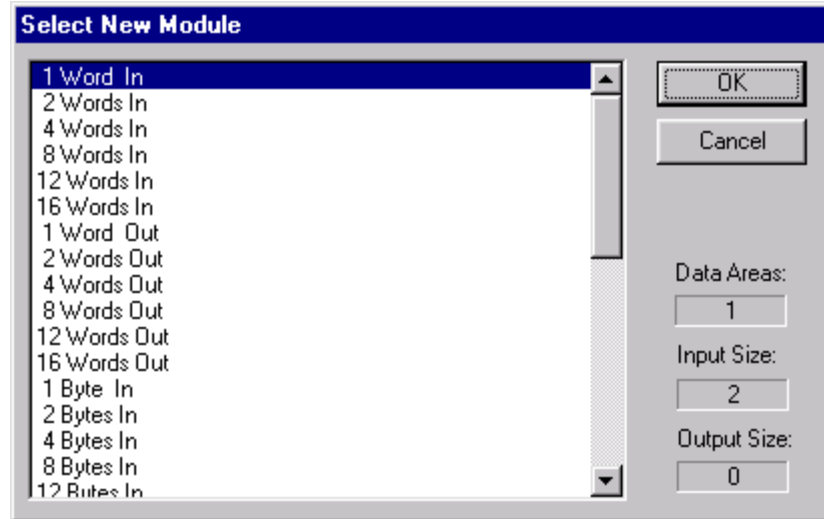 Select New Module
1 Word In
2 Words In
4 Words In
8 Words In
12 Words In
16 Words In
1 Word Out
2 Words Out
4 Words Out
8 Words Out
12 Words Out
16 Words Out
1 Byte In
2 Bytes In
4 Bytes In
8 Bytes In
12 Bytes In
OK
Cancel
Data Areas:
1
Input Size:
2
Output Size:
0